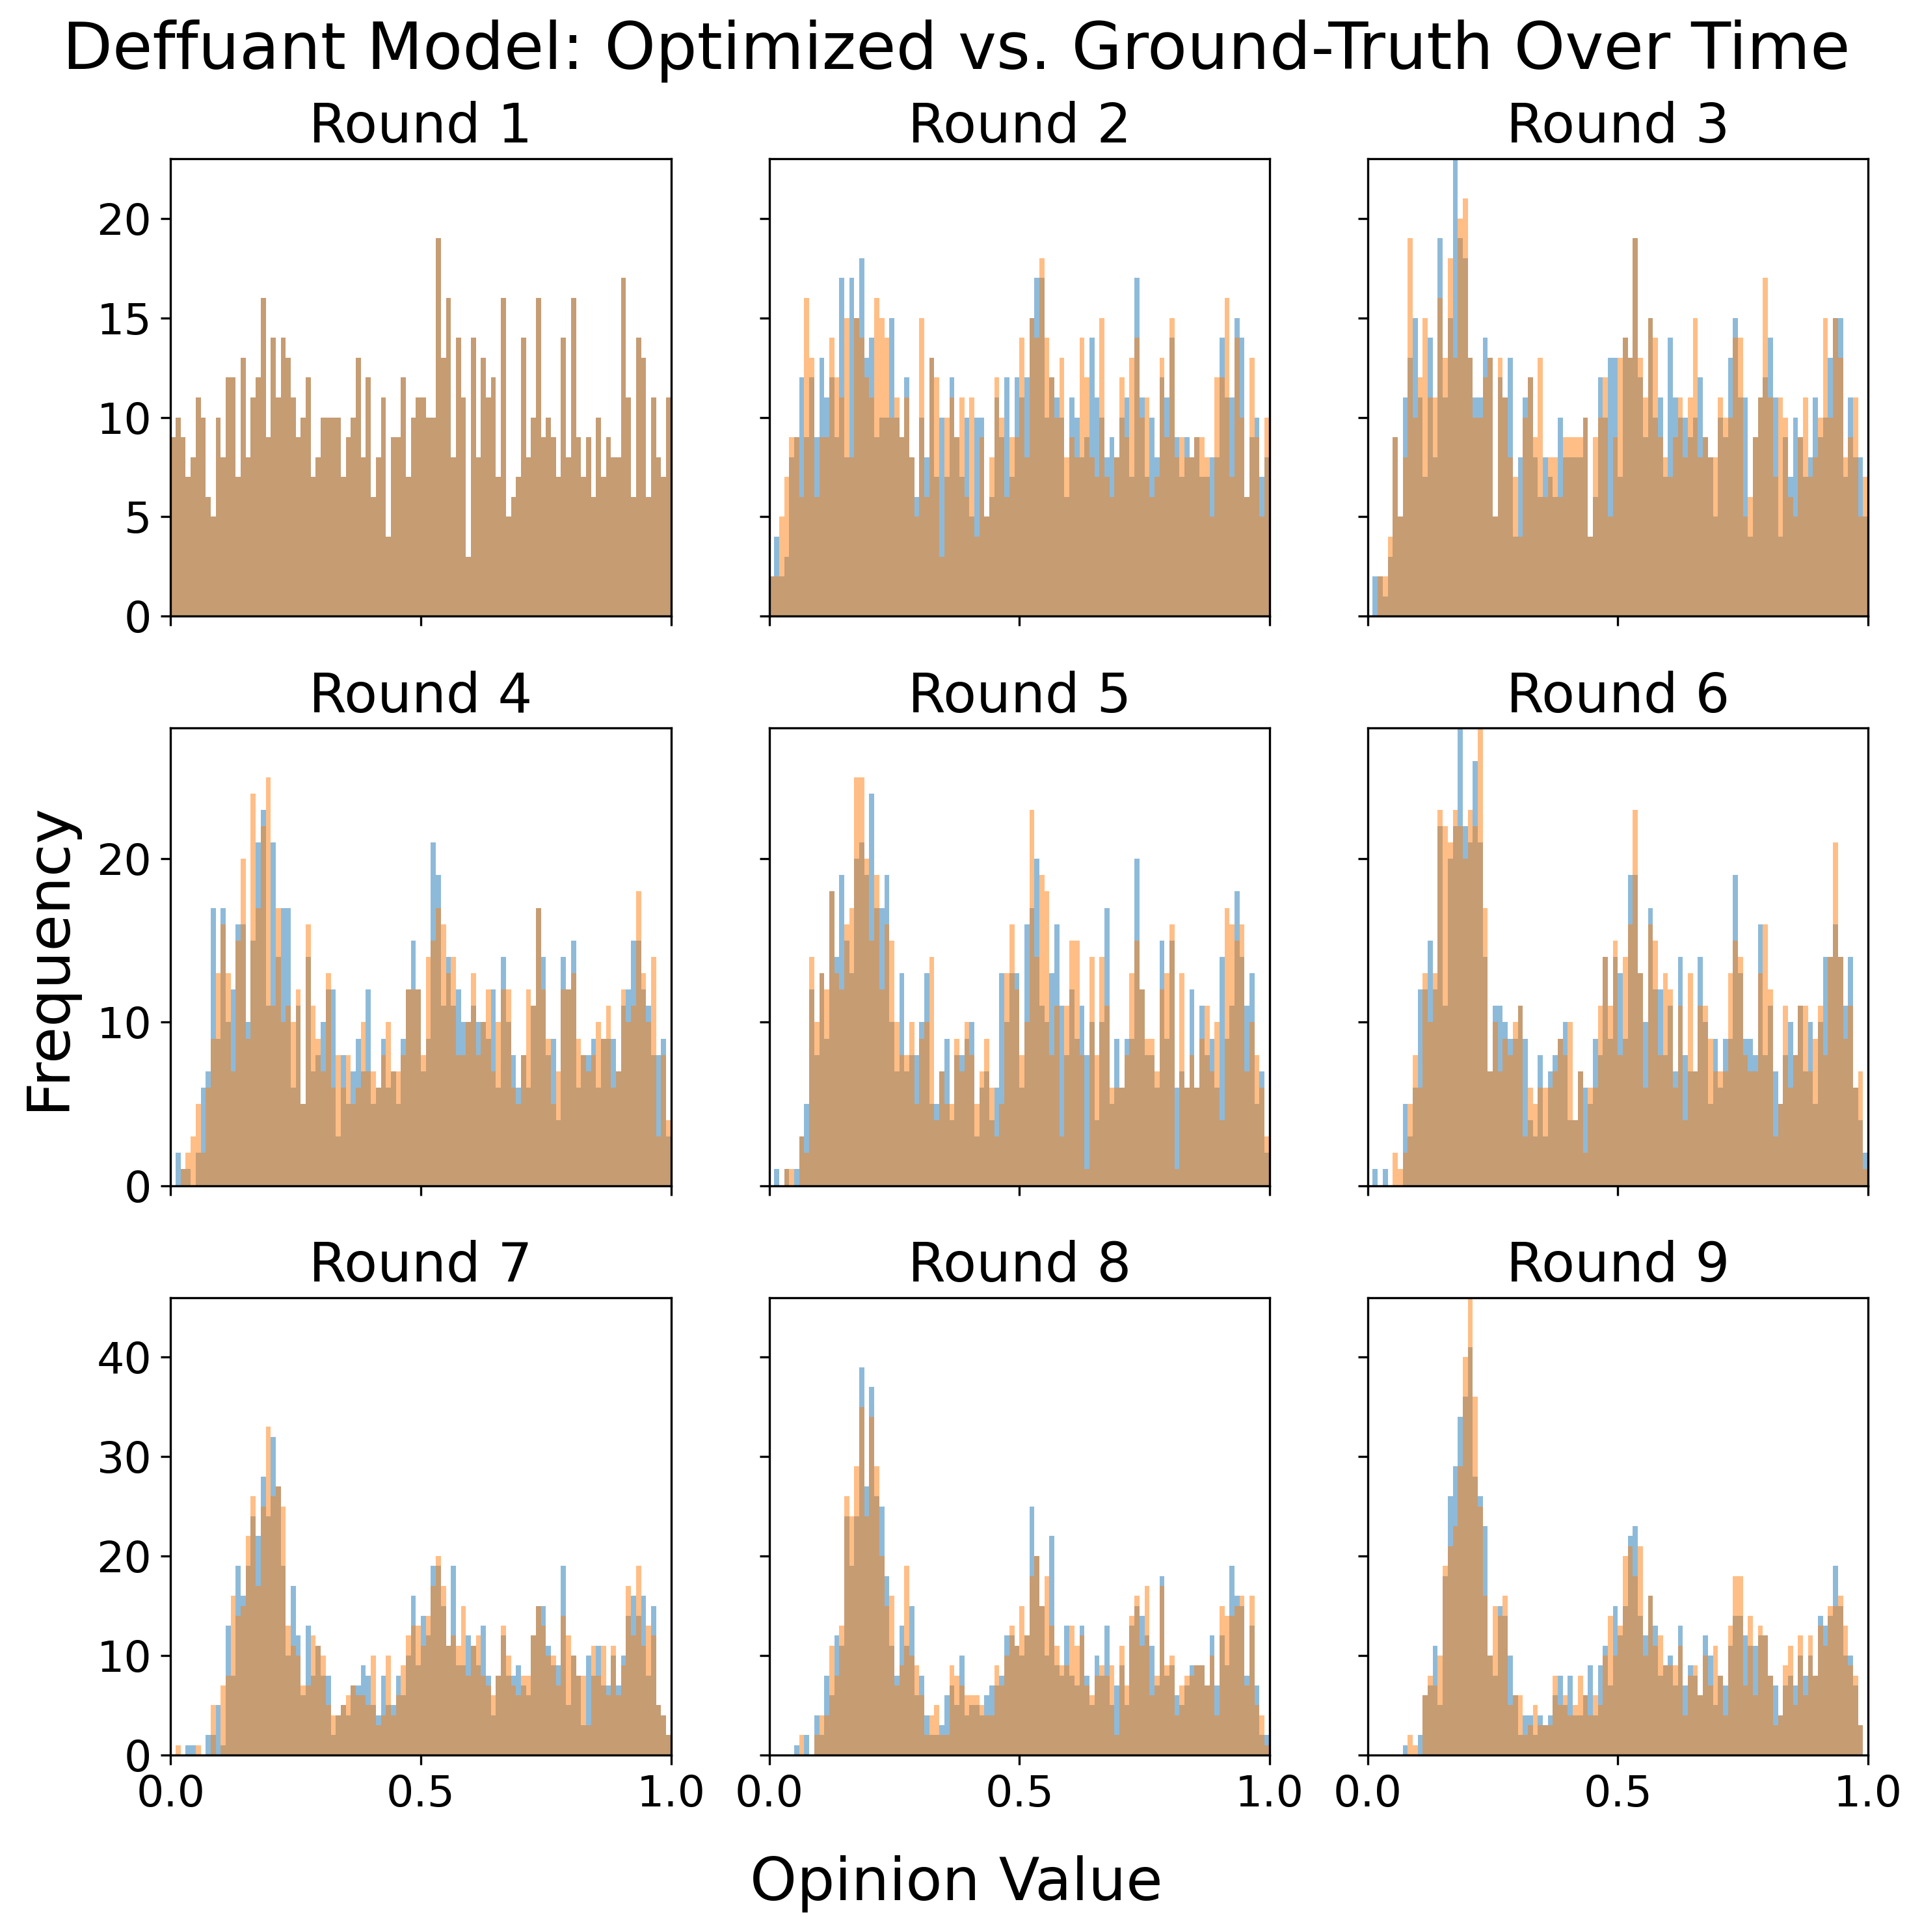 Deffuant Model: Optimized vs. Ground-Truth Over Time
Round 1
Round 2
Round 3
20
15
10
5
0
Round 4
Round 5
Round 6
Frequency
20
10
0
Round 7
Round 8
Round 9
40
30
20
10
0
0.0 0.5 1.0
0.0 0.5 1.0
0.0 0.5 1.0
Opinion Value